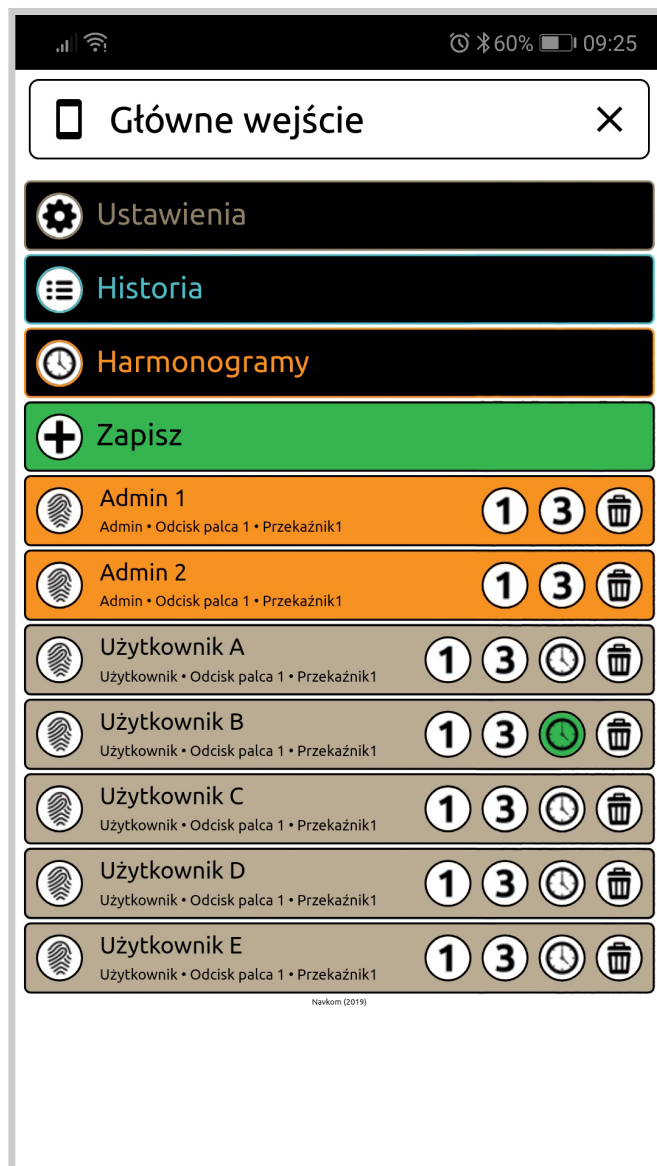 60% 09:25
Główne wejście
Ustawienia
Historia
Harmonogramy
Zapisz
Admin 1
1 3
Admin • Odcisk palca 1 • Przekaźnik1
Admin 2
1 3
Admin • Odcisk palca 1 • Przekaźnik1
Użytkownik A
1 3
Użytkownik • Odcisk palca 1 • Przekaźnik1
Użytkownik B
1 3
Użytkownik • Odcisk palca 1 • Przekaźnik1
Użytkownik C
1 3
Użytkownik • Odcisk palca 1 • Przekaźnik1
Użytkownik D
1 3
Użytkownik • Odcisk palca 1 • Przekaźnik1
Użytkownik E
1 3
Użytkownik • Odcisk palca 1 • Przekaźnik1
Navkom (2019)